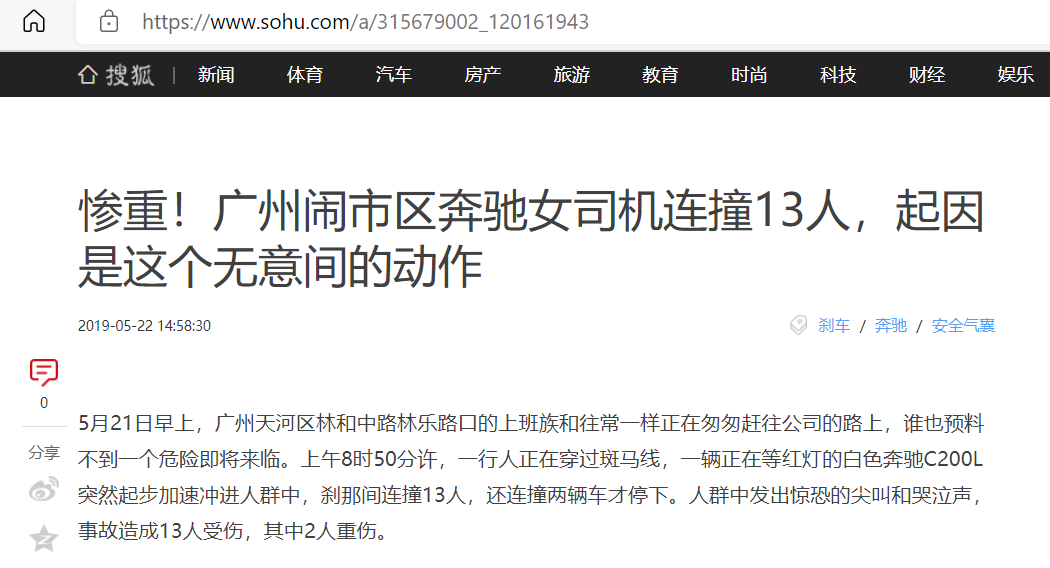 https://www.sohu.com/a/315679002_120161943
搜狐 | 新闻 体育 汽车 房产 旅游 教育 时尚 科技 财经 娱乐
惨重！广州闹市区奔驰女司机连撞13人，起因
是这个无意间的动作
2019-05-22 14:58:30
刹车 / 奔驰 / 安全气囊
0
分享
5月21日早上，广州天河区林和中路林乐路口的上班族和往常一样正在匆匆赶往公司的路上，谁也预料
不到一个危险即将来临。上午8时50分许，一行人正在穿过斑马线，一辆正在等红灯的白色奔驰C200L
突然起步加速冲进人群中，刹那间连撞13人，还连撞两辆车才停下。人群中发出惊恐的尖叫和哭泣声，
事故造成13人受伤，其中2人重伤。